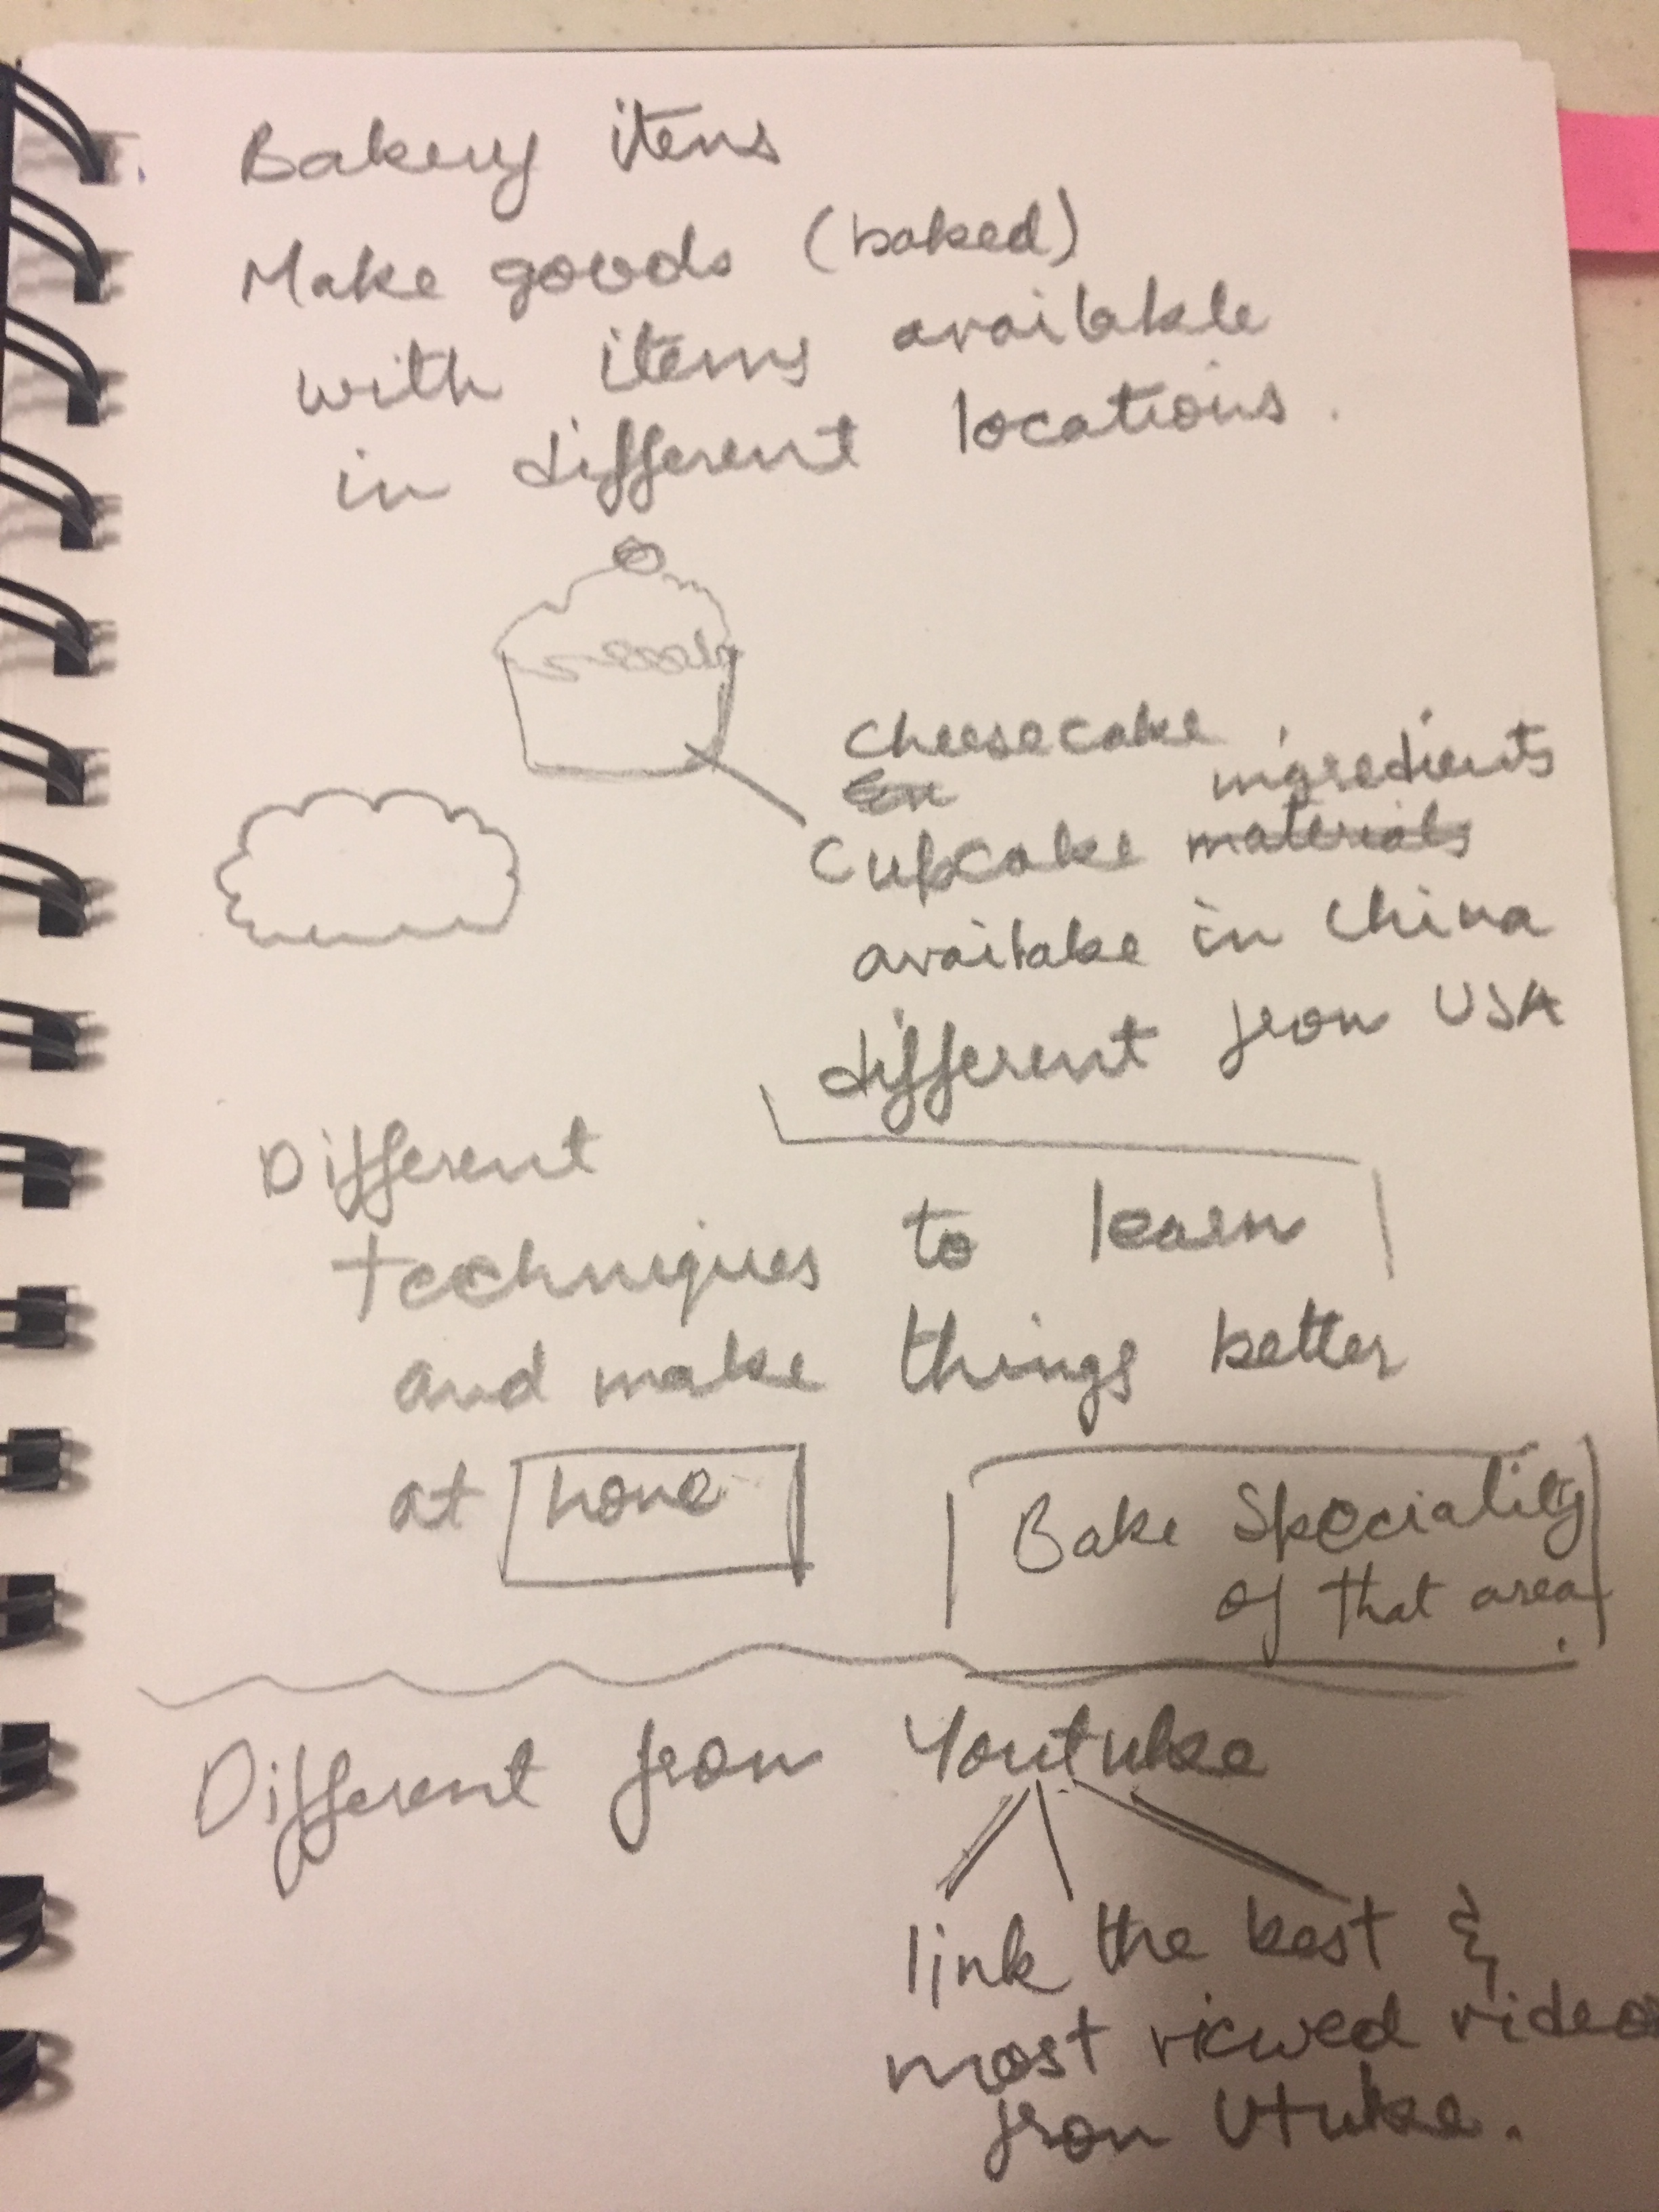 Bakery items
Make goods (baked)
with items available
in different locations.
cheesecake
ingredients
Cupcake materials
available in China
different from USA
Different
techniques to learn
and make things better
at home
Bake Speciality
of that area
Different from Youtube
link the best &
most viewed videos
from Utube.